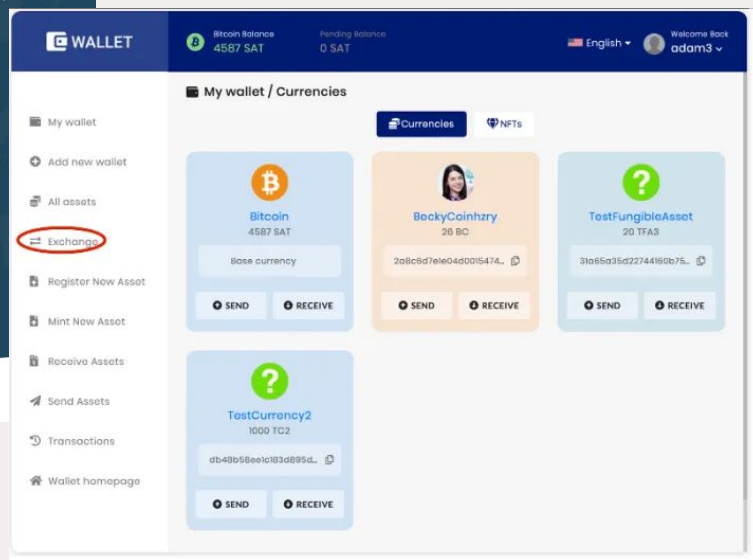 WALLET
Bitcoin Balance
4587 SAT
Pending Balance
0 SAT
English
Welcome Back
adam3
My wallet / Currencies
Currencies
NFTs
My wallet
Add new wallet
All assets
Exchange
Register New Asset
Mint New Asset
Receive Assets
Send Assets
Transactions
Wallet homepage
Bitcoin
4587 SAT
Base currency
SEND
RECEIVE
BeckyCoinhzry
26 BC
2a8c6d7e1e04d0015474...
SEND
RECEIVE
TestFungibleAsset
20 TFA3
31a65a35d22744160b75...
SEND
RECEIVE
TestCurrency2
1000 TC2
db48b58ee1c183d895d...
SEND
RECEIVE